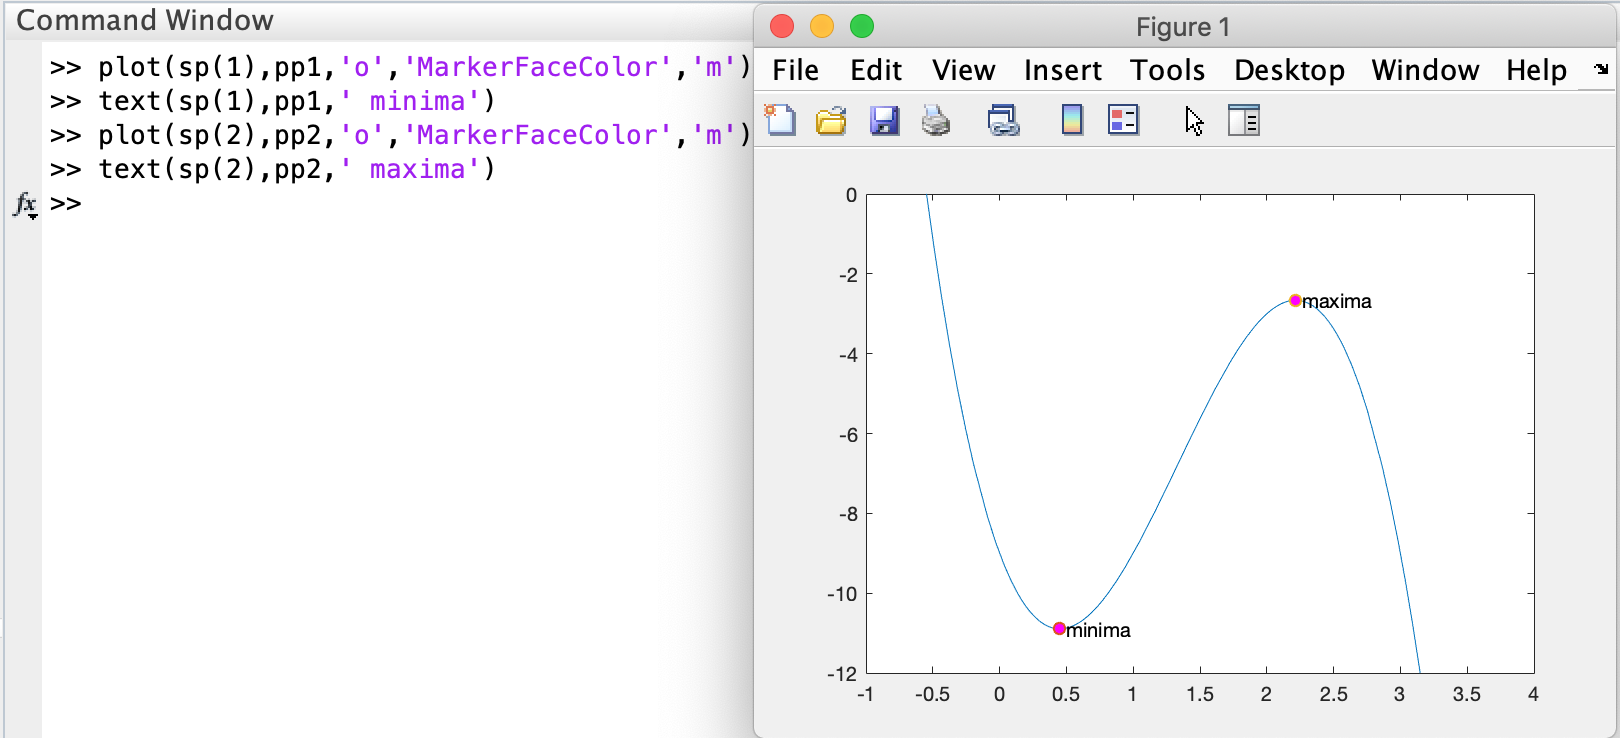 Command Window
>> plot(sp(1),pp1,'o','MarkerFaceColor','m')
>> text(sp(1),pp1,' minima')
>> plot(sp(2),pp2,'o','MarkerFaceColor','m')
>> text(sp(2),pp2,' maxima')
fx >>
Figure 1
File Edit View Insert Tools Desktop Window Help
0
-2
maxima
-4
-6
-8
-10
minima
-12
-1 -0.5 0 0.5 1 1.5 2 2.5 3 3.5 4